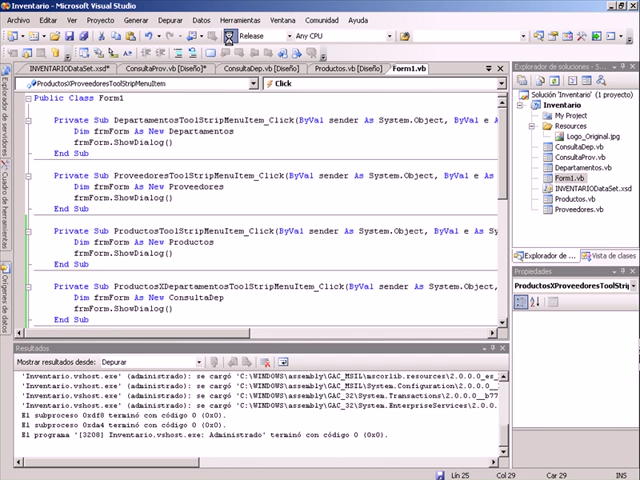 Inventario - Microsoft Visual Studio
Archivo Editar Ver Proyecto Generar Depurar Datos Herramientas Ventana Comunidad Ayuda
Release Any CPU
INVENTARIODataSet.xsd* ConsultaProv.vb [Diseño]* ConsultaDep.vb [Diseño] Productos.vb [Diseño] Form1.vb
ProductosXProveedoresToolStripMenuItem Click
Public Class Form1
Private Sub DepartamentosToolStripMenuItem_Click(ByVal sender As System.Object, ByVal e As
Dim frmForm As New Departamentos
frmForm.ShowDialog()
End Sub
Private Sub ProveedoresToolStripMenuItem_Click(ByVal sender As System.Object, ByVal e As
Dim frmForm As New Proveedores
frmForm.ShowDialog()
End Sub
Private Sub ProductosToolStripMenuItem_Click(ByVal sender As System.Object, ByVal e As Sy
Dim frmForm As New Productos
frmForm.ShowDialog()
End Sub
Private Sub ProductosXDepartamentosToolStripMenuItem_Click(ByVal sender As System.Object,
Dim frmForm As New ConsultaDep
frmForm.ShowDialog()
End Sub
Explorador de servidores
Cuadro de herramientas
Orígenes de datos
Explorador de soluciones -
Solución 'Inventario' (1 proyecto)
Inventario
My Project
Resources
Logo_Original.jpg
ConsultaDep.vb
ConsultaProv.vb
Departamentos.vb
Form1.vb
INVENTARIODataSet.xsd
Productos.vb
Proveedores.vb
Explorador de ... Vista de clases
Propiedades
ProductosXProveedoresToolStri
Resultados
Mostrar resultados desde: Depurar
'Inventario.vshost.exe' (administrado): se cargó 'C:\WINDOWS\assembly\GAC_MSIL\mscorlib.resources\2.0.0.0_es_
'Inventario.vshost.exe' (administrado): se cargó 'C:\WINDOWS\assembly\GAC_MSIL\System.Configuration\2.0.0.0__
'Inventario.vshost.exe' (administrado): se cargó 'C:\WINDOWS\assembly\GAC_32\System.Transactions\2.0.0.0__b77
'Inventario.vshost.exe' (administrado): se cargó 'C:\WINDOWS\assembly\GAC_32\System.EnterpriseServices\2.0.0.
El subproceso 0xdf8 terminó con código 0 (0x0).
El subproceso 0xda4 terminó con código 0 (0x0).
El programa '[3208] Inventario.vshost.exe: Administrado' terminó con código 0 (0x0).
Lín 25 Col 29 Car 29 INS